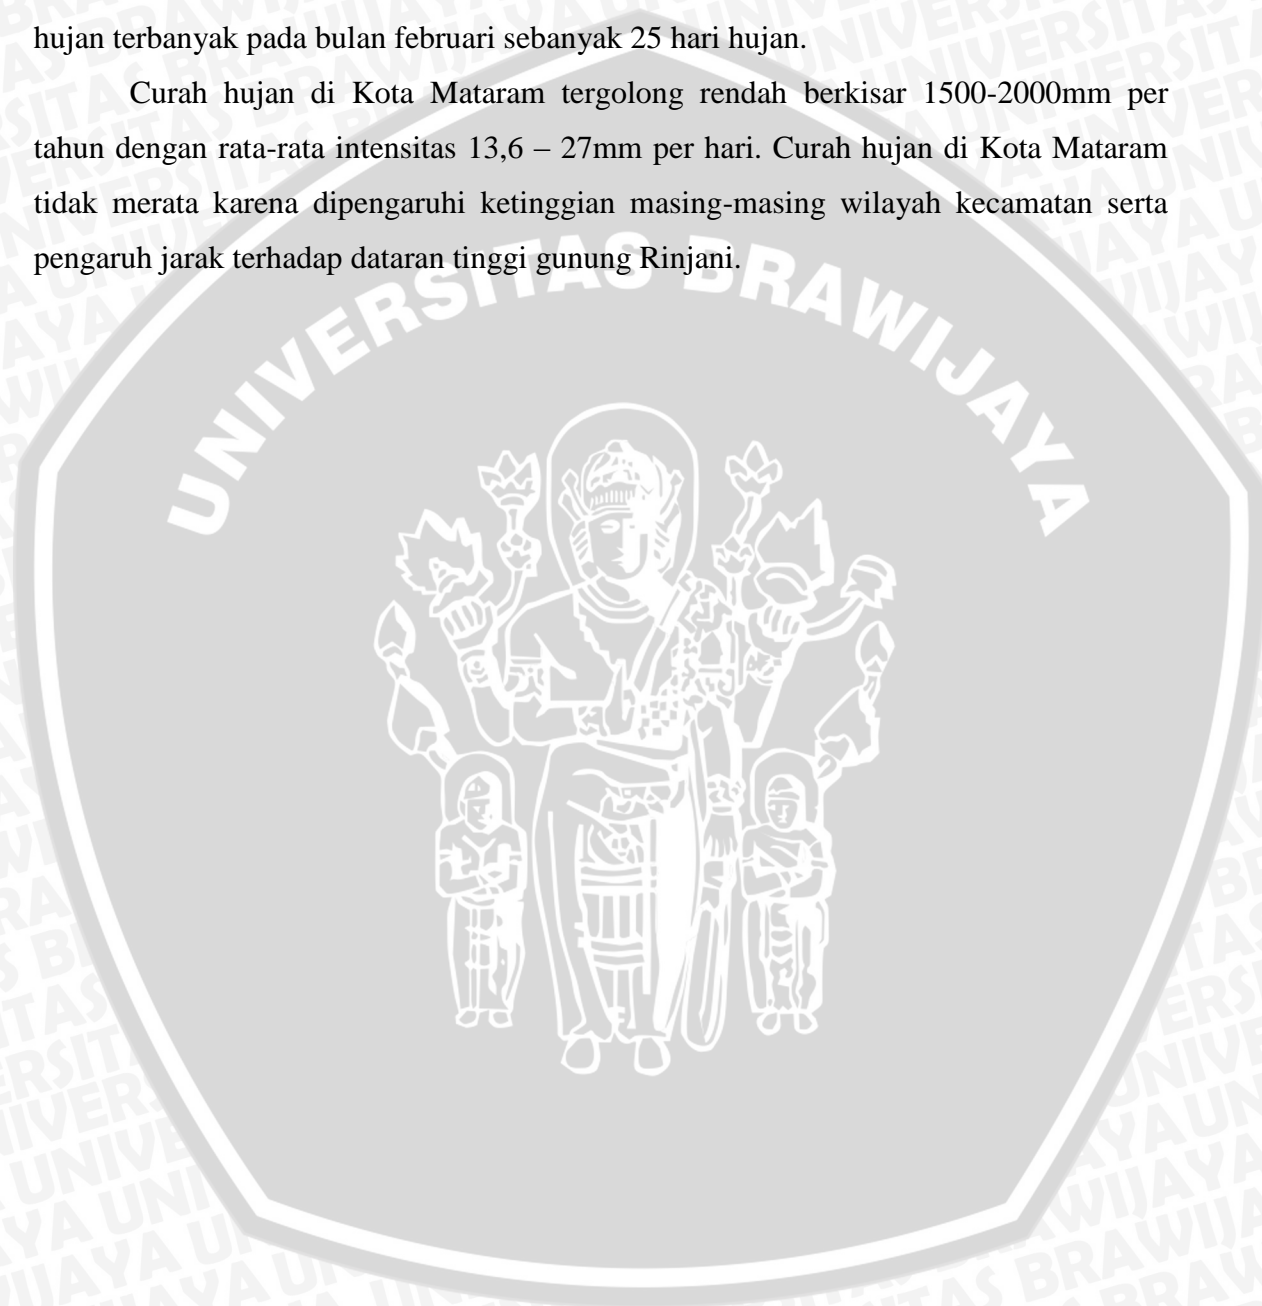 hujan terbanyak pada bulan februari sebanyak 25 hari hujan.
Curah hujan di Kota Mataram tergolong rendah berkisar 1500-2000mm per
tahun dengan rata-rata intensitas 13,6 – 27mm per hari. Curah hujan di Kota Mataram
tidak merata karena dipengaruhi ketinggian masing-masing wilayah kecamatan serta
pengaruh jarak terhadap dataran tinggi gunung Rinjani.
UNIVERSITAS BRAWIJAYA